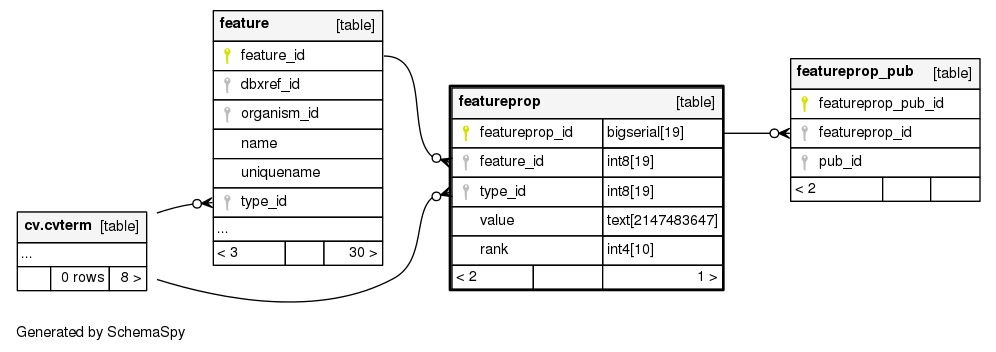 feature [table]
feature_id
dbxref_id
organism_id
name
uniquename
type_id
...
< 3 30 >
cv.cvterm [table]
...
0 rows 8 >
featureprop [table]
featureprop_id bigserial[19]
feature_id int8[19]
type_id int8[19]
value text[2147483647]
rank int4[10]
< 2 1 >
featureprop_pub [table]
featureprop_pub_id
featureprop_id
pub_id
< 2
Generated by SchemaSpy